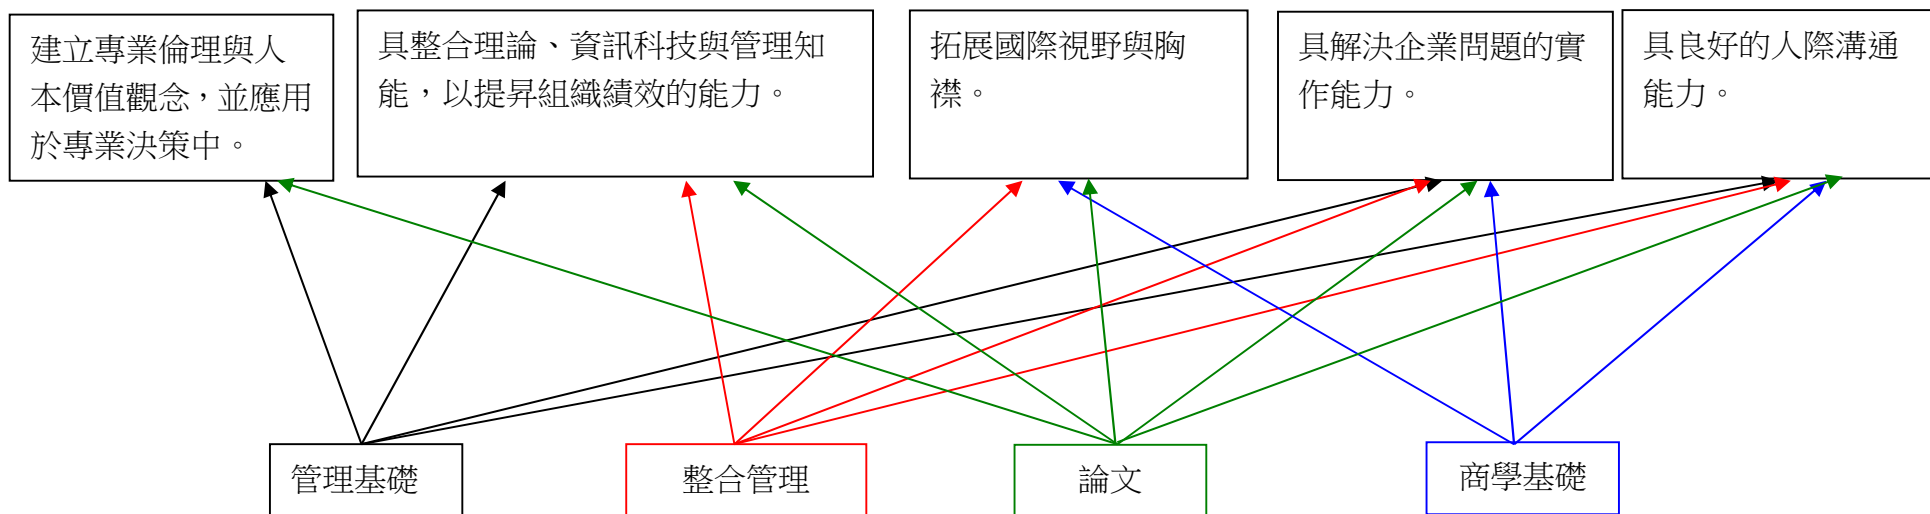 建立專業倫理與人
本價值觀念，並應用
於專業決策中。
具整合理論、資訊科技與管理知
能，以提昇組織績效的能力。
拓展國際視野與胸
襟。
具解決企業問題的實
作能力。
具良好的人際溝通
能力。
管理基礎
整合管理
論文
商學基礎